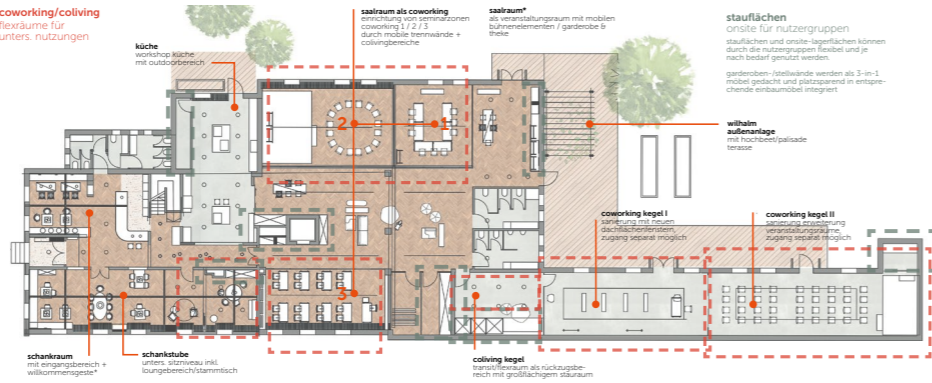 coworking/coliving
flexräume für
unters. nutzungen
küche
workshop küche
mit outdoorbereich
saalraum als coworking
einrichtung von seminarzonen
coworking 1 / 2 / 3
durch mobile trennwände +
colivingbereiche
saalraum*
als veranstaltungsraum mit mobilen
bühnenelementen / garderobe &
theke
stauflächen
onsite für nutzergruppen
stauflächen und onsite-lagerflächen können
durch die nutzergruppen flexibel und je
nach bedarf genutzt werden.
garderoben-/stellwände werden als 3-in-1
möbel gedacht und platzsparend in entspre-
chende einbaumöbel integriert
wilhalm
außenanlage
mit hochbeet/palisade
terasse
2
1
3
coworking kegel I
sanierung mit neuen
dachflächenfenstern,
zugang separat möglich
coworking kegel II
sanierung erweiterung
veranstaltungsräume,
zugang separat möglich
schankraum
mit eingangsbereich +
willkommensgeste*
schankstube
unters. sitzniveau inkl.
loungebereich/stammtisch
coliving kegel
transit/flexraum als rückzugsbe-
reich mit großflächigem stauraum